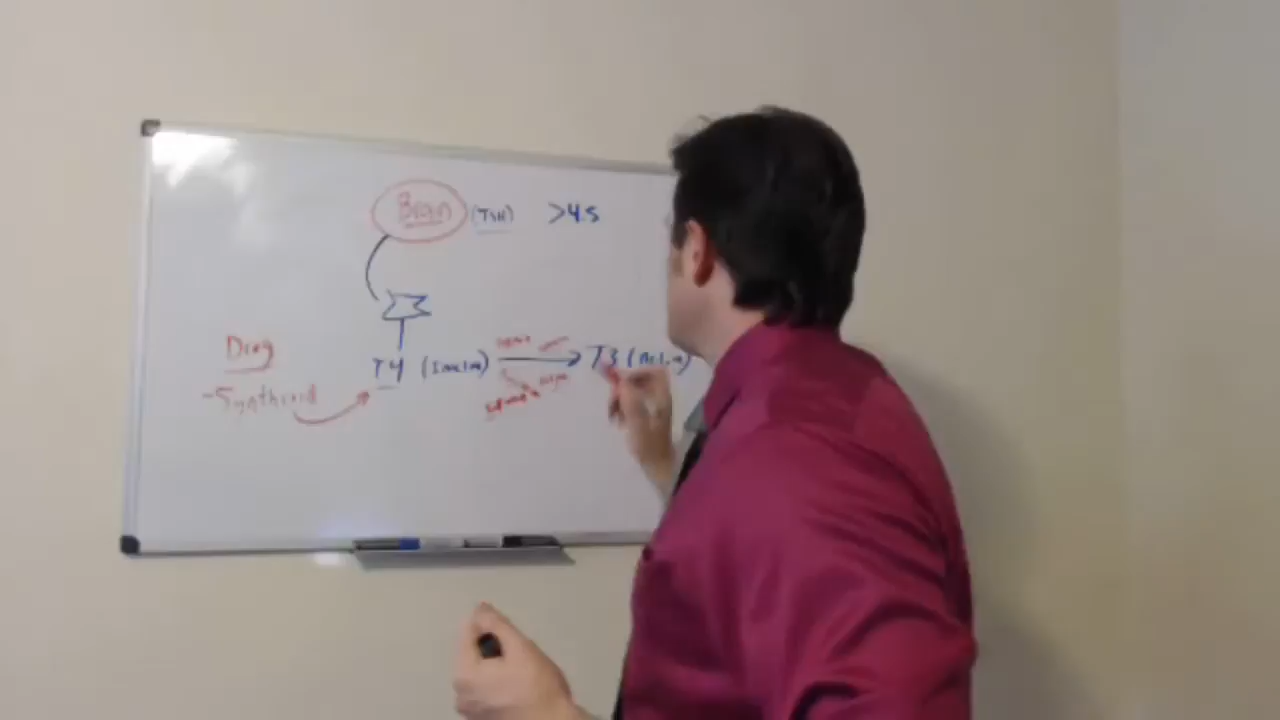 Brain (TSH) >4.5
Drug
T4 (Inactive) T3 (Active)
-Synthroid